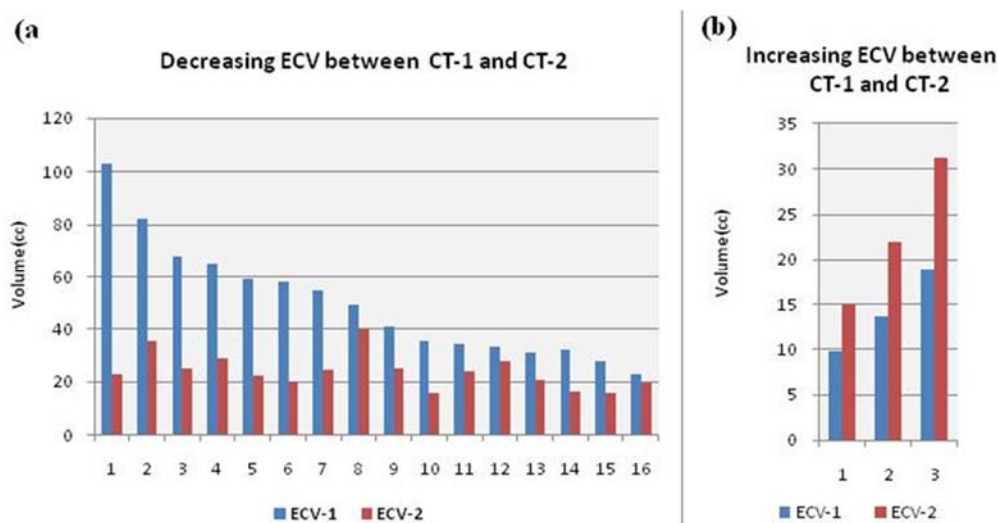 (a
Decreasing ECV between CT-1 and CT-2
Volume(cc)
120
100
80
60
40
20
0
1 2 3 4 5 6 7 8 9 10 11 12 13 14 15 16
ECV-1 ECV-2
(b)
Increasing ECV between
CT-1 and CT-2
Volume(cc)
35
30
25
20
15
10
5
0
1 2 3
ECV-1 ECV-2